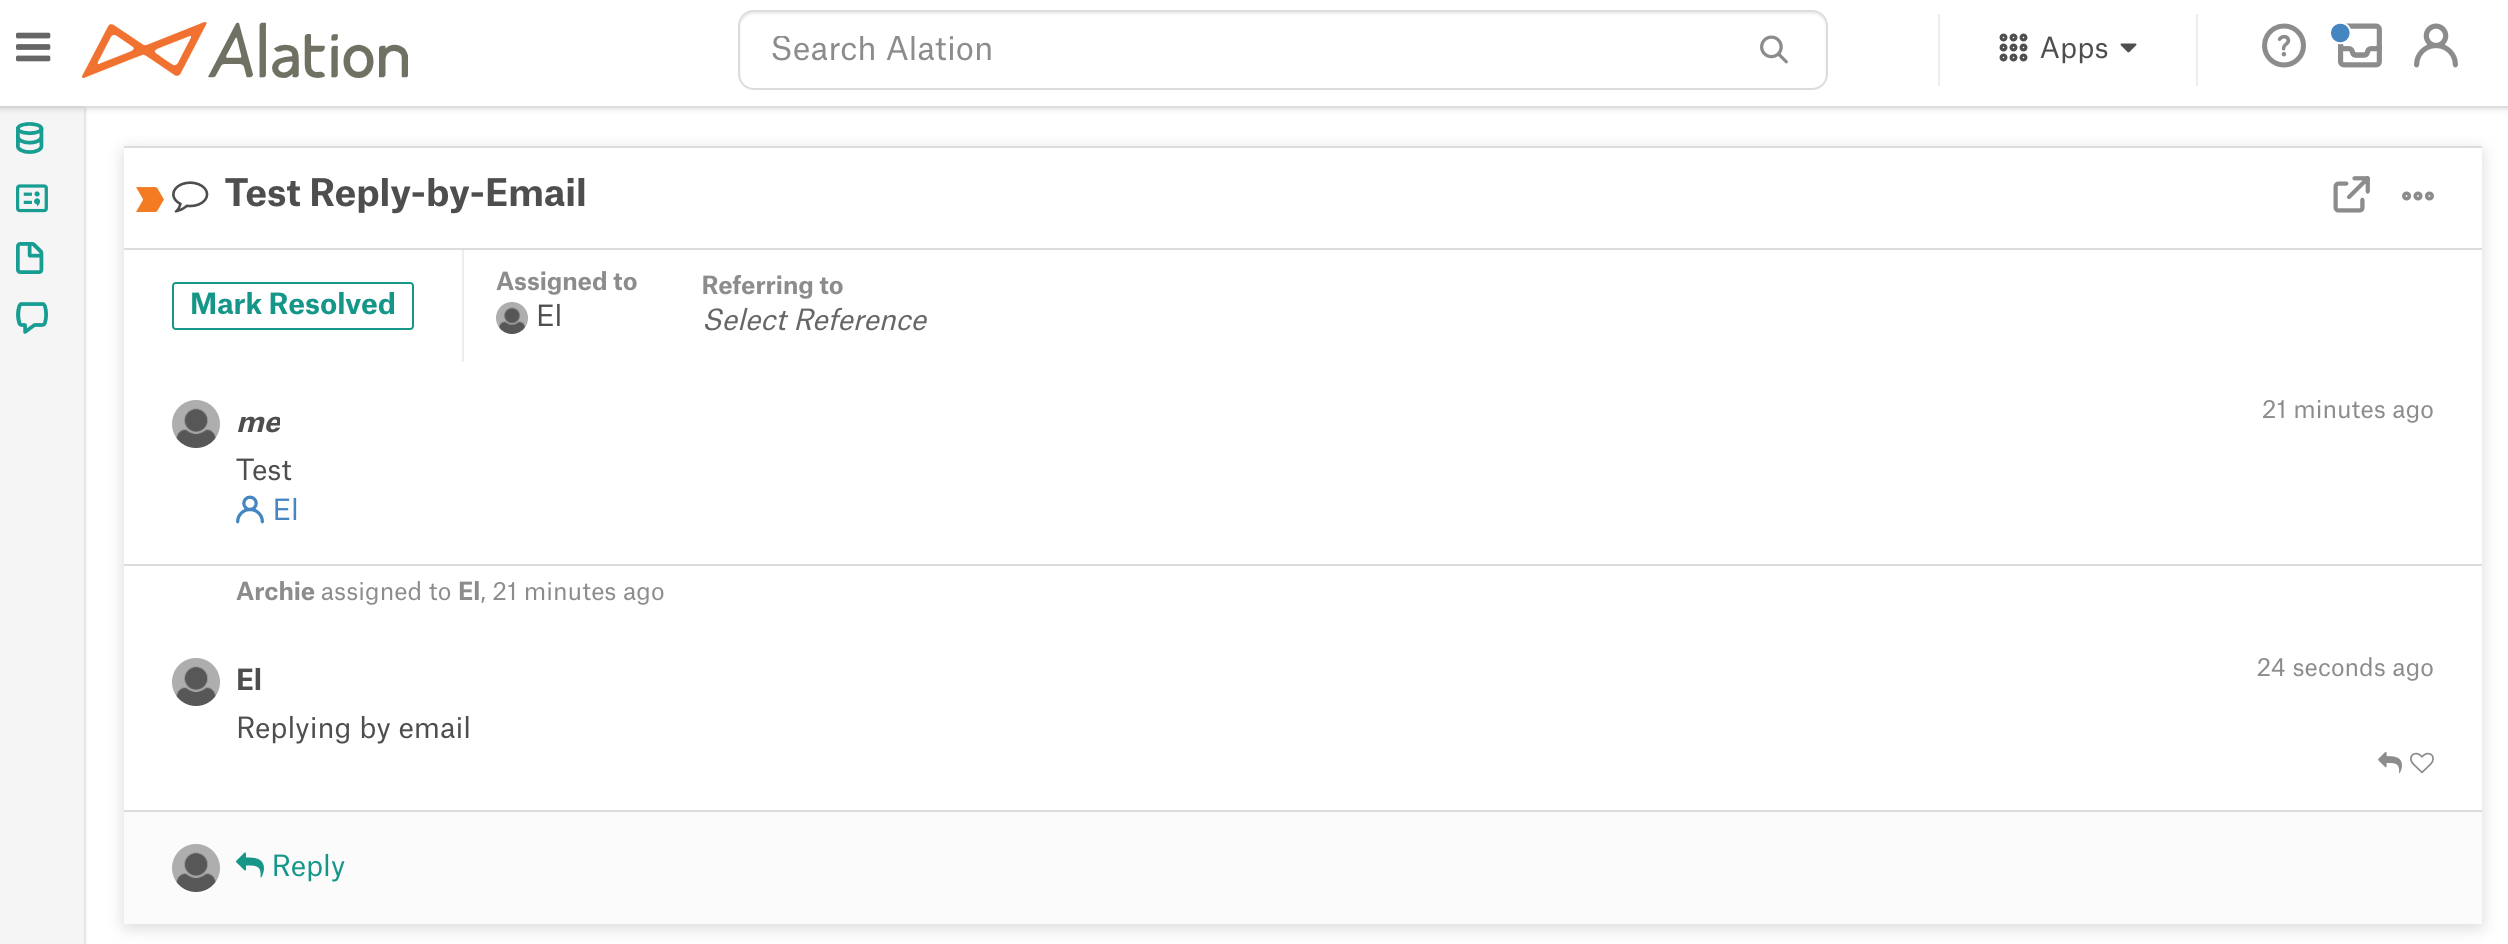 Alation
Search Alation
Apps
Test Reply-by-Email
Mark Resolved
Assigned to
El
Referring to
Select Reference
me
21 minutes ago
Test
El
Archie assigned to El, 21 minutes ago
El
24 seconds ago
Replying by email
Reply